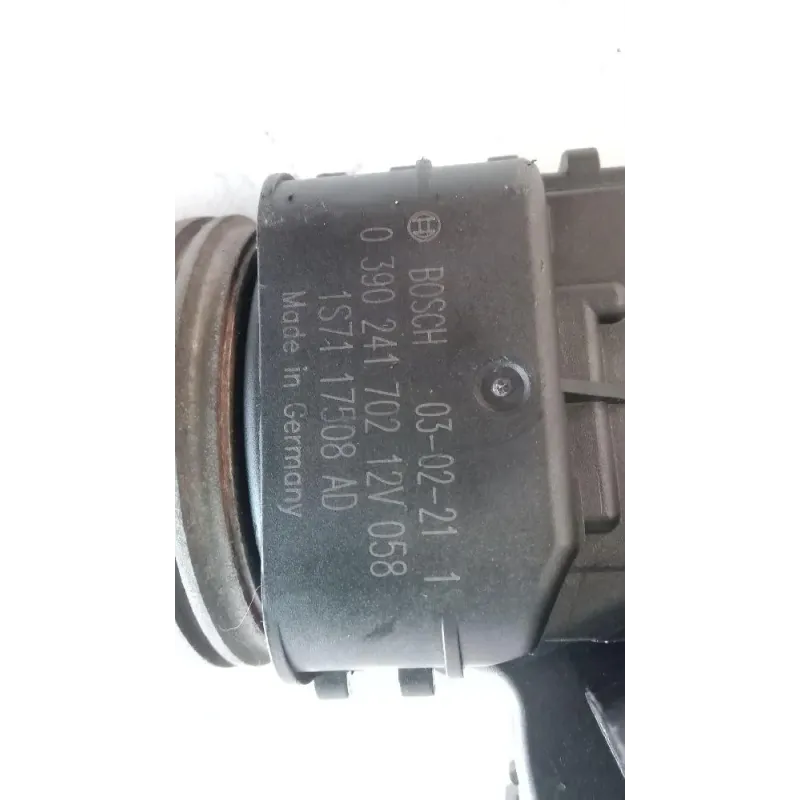 BOSCH 03-02-21 1
0 390 241 702 12V 058
1S71 17508 AD
Made in Germany